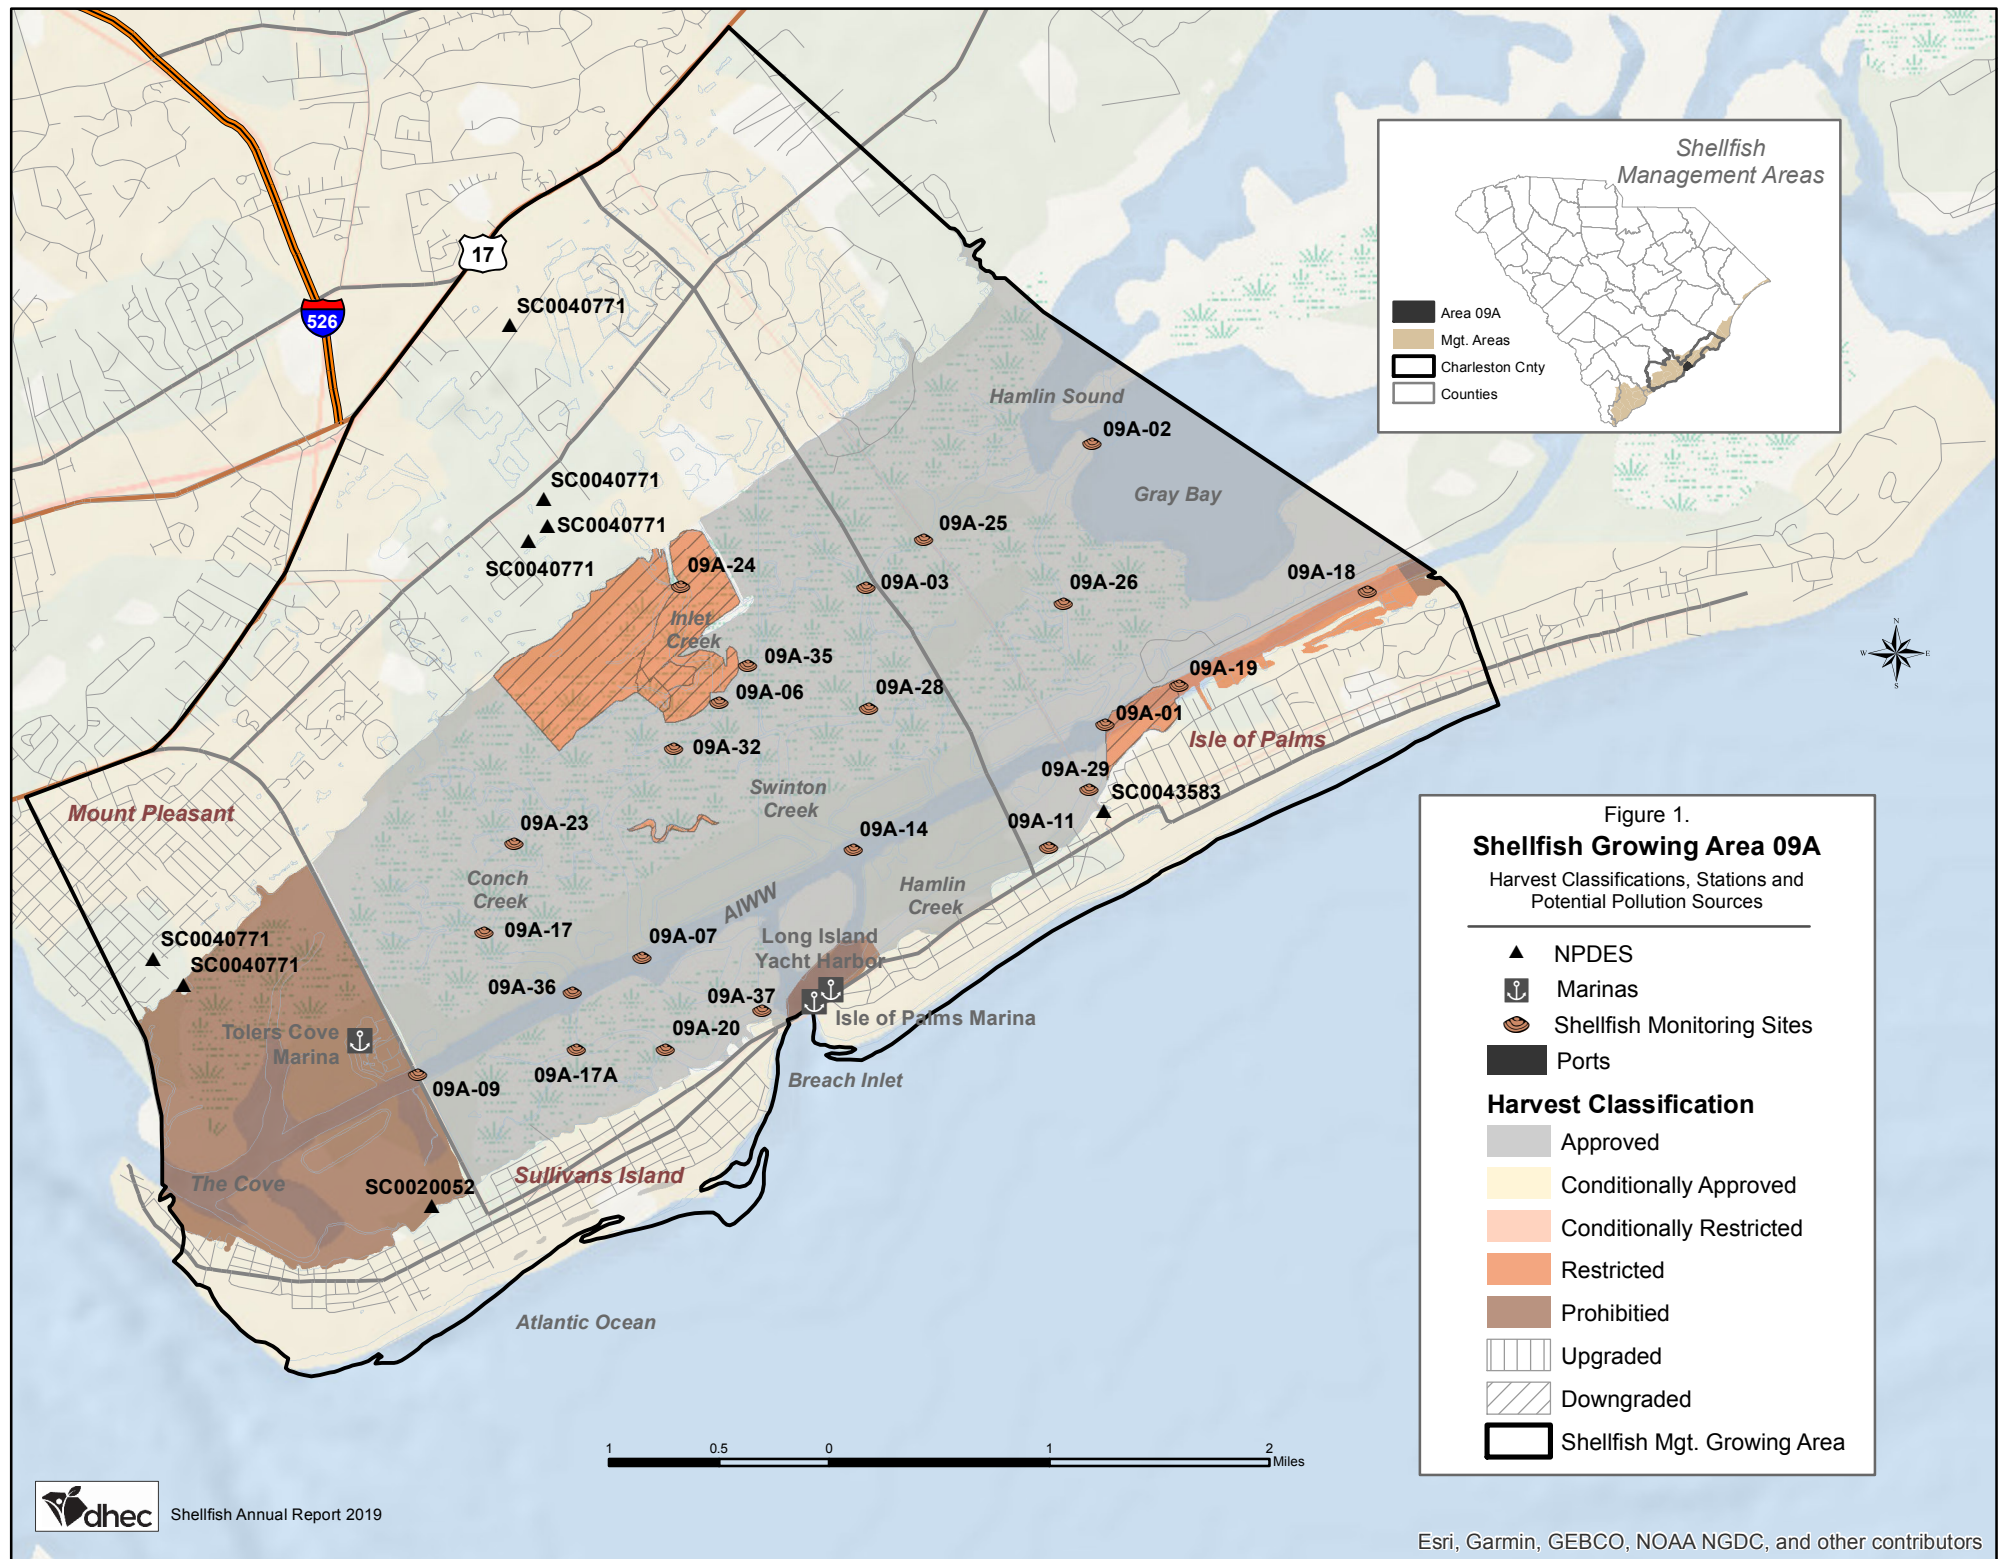 Shellfish
Management Areas
Area 09A
Mgt. Areas
Charleston Cnty
Counties
17
526
SC0040771
SC0040771
SC0040771
SC0040771
Hamlin Sound
09A-02
Gray Bay
09A-25
09A-24
09A-03
09A-26
09A-18
Inlet
Creek
09A-35
09A-06
09A-28
09A-19
09A-01
Isle of Palms
09A-32
09A-29
SC0043583
Swinton
Creek
Mount Pleasant
09A-23
09A-14
09A-11
Conch
Creek
Hamlin
Creek
AIWW
09A-17
09A-07
Long Island
Yacht Harbor
SC0040771
SC0040771
09A-36
09A-37
Isle of Palms Marina
09A-20
Tolers Cove
Marina
09A-09
09A-17A
Breach Inlet
The Cove
SC0020052
Sullivans Island
Atlantic Ocean
N
W
E
S
Figure 1.
Shellfish Growing Area 09A
Harvest Classifications, Stations and
Potential Pollution Sources
NPDES
Marinas
Shellfish Monitoring Sites
Ports
Harvest Classification
Approved
Conditionally Approved
Conditionally Restricted
Restricted
Prohibitied
Upgraded
Downgraded
Shellfish Mgt. Growing Area
1 0.5 0 1 2
Miles
dhec
Shellfish Annual Report 2019
Esri, Garmin, GEBCO, NOAA NGDC, and other contributors